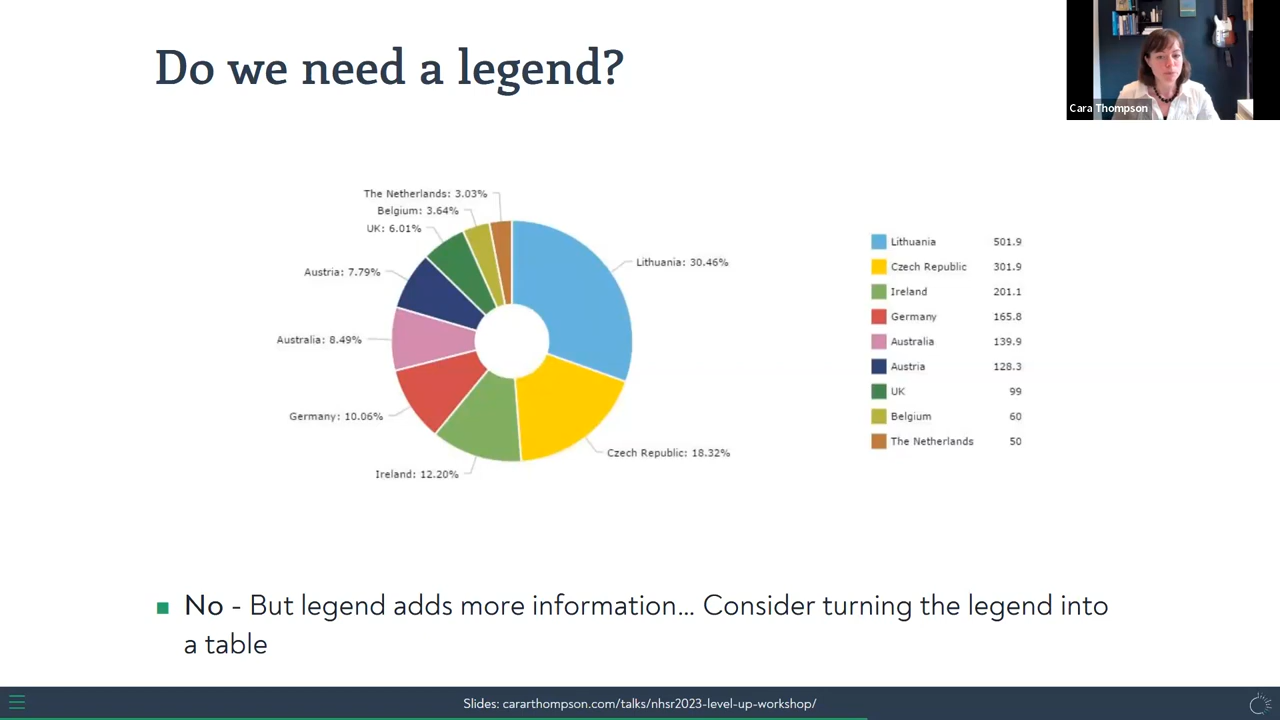 Do we need a legend?
Cara Thompson
The Netherlands: 3.03%
Belgium: 3.64%
UK: 6.01%
Austria: 7.79%
Australia: 8.49%
Germany: 10.06%
Ireland: 12.20%
Lithuania: 30.46%
Czech Republic: 18.32%
Lithuania 501.9
Czech Republic 301.9
Ireland 201.1
Germany 165.8
Australia 139.9
Austria 128.3
UK 99
Belgium 60
The Netherlands 50
No - But legend adds more information... Consider turning the legend into
a table
Slides: cararthompson.com/talks/nhsr2023-level-up-workshop/